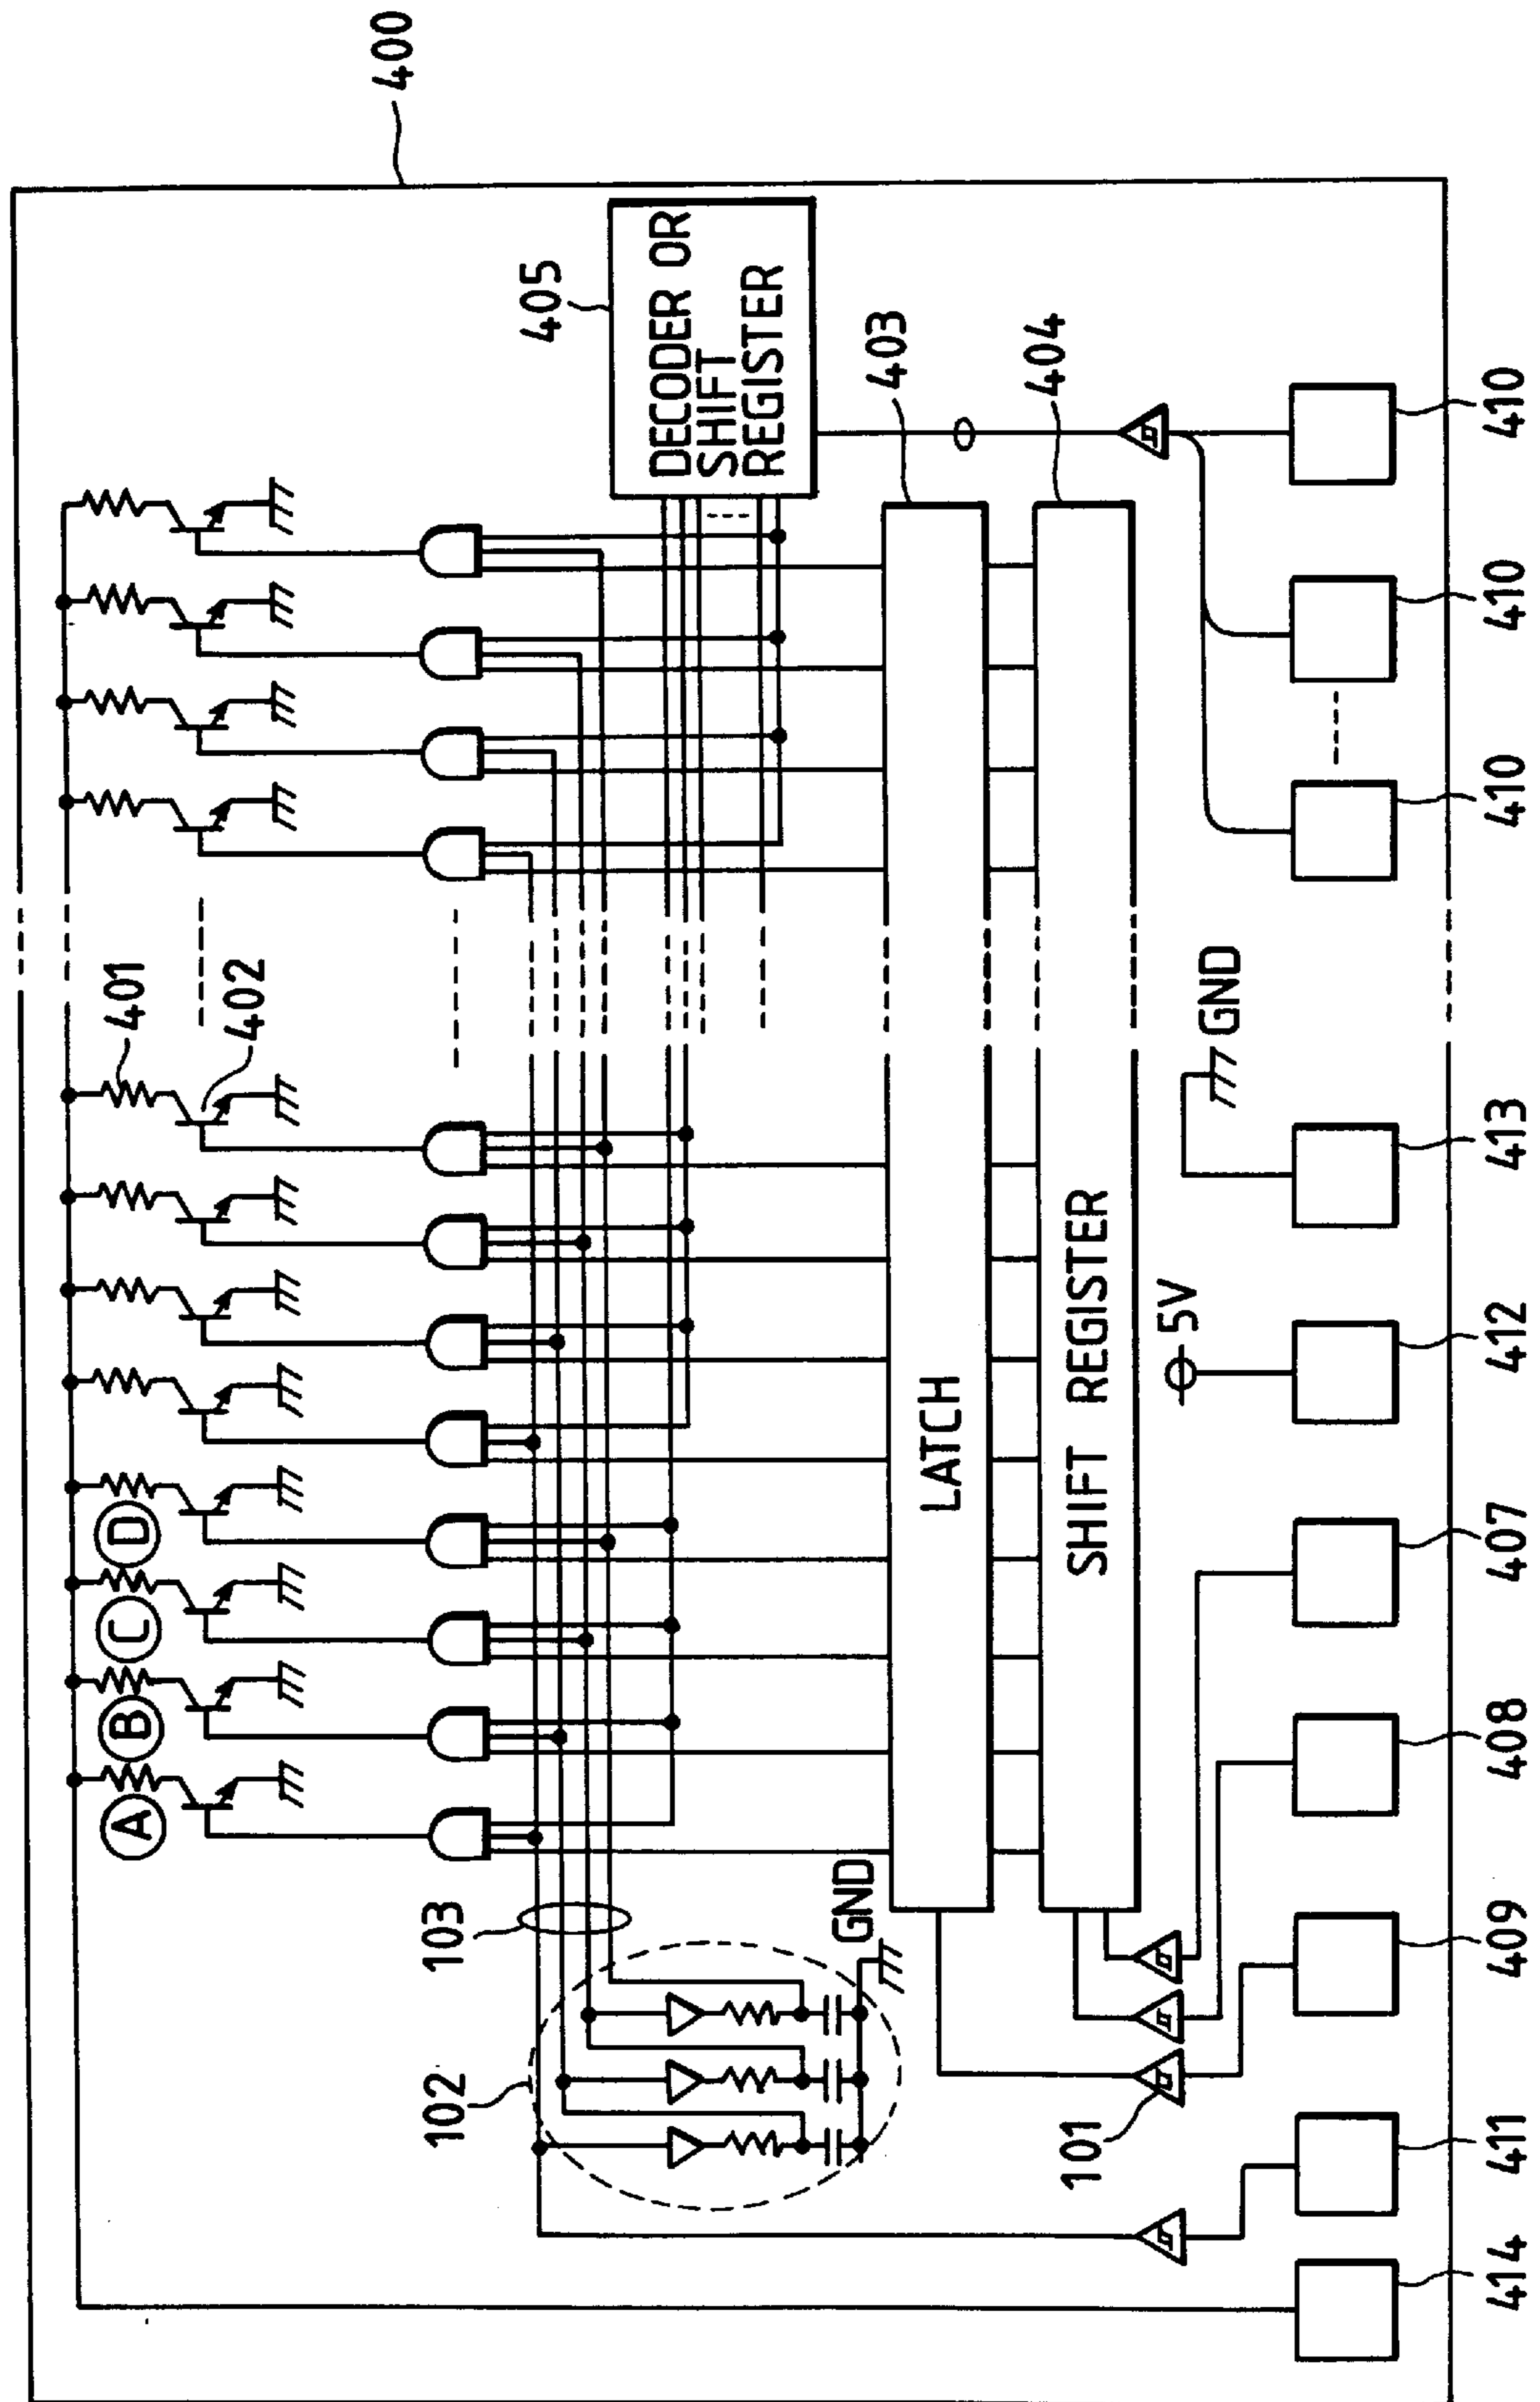 400
401
402
A
B
C
D
103
102
405
DECODER OR
SHIFT
REGISTER
GND
403
LATCH
404
SHIFT REGISTER
101
5V
GND
414
411
409
408
407
412
413
410
410
410